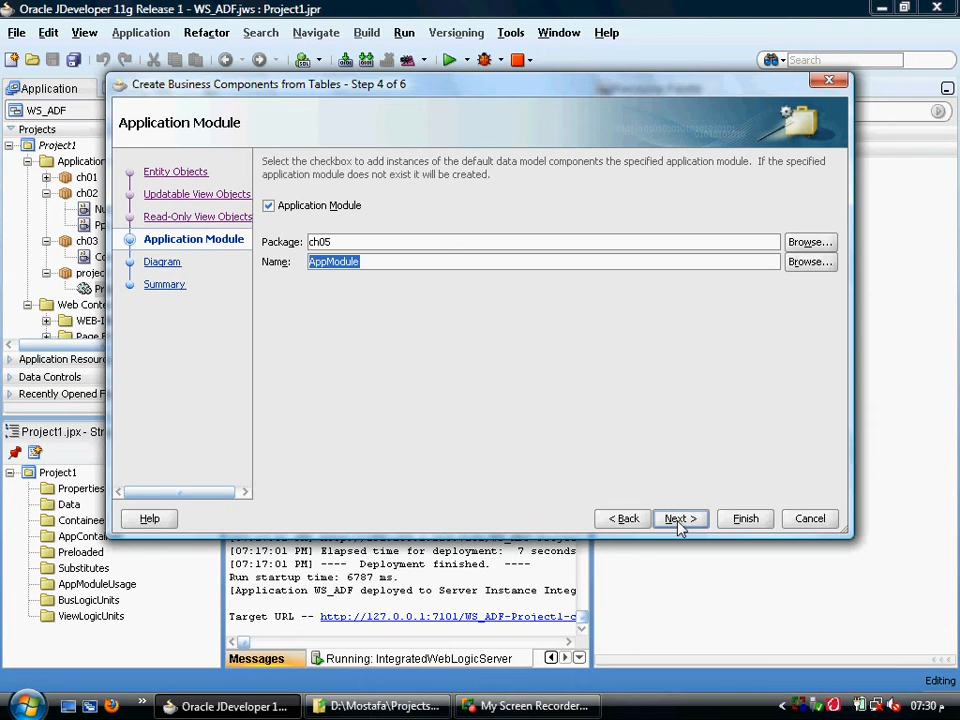 Oracle JDeveloper 11g Release 1 - WS_ADF.jws : Project1.jpr
File Edit View Application Refactor Search Navigate Build Run Versioning Tools Window Help
Search
Application
WS_ADF
Projects
Project1
Application
ch01
ch02
ch03
Web Conte
WEB-I
Application Resour
Data Controls
Recently Opened F
Project1.jpx - Str
Project1
Properties
Data
Containee
AppConta
Preloaded
Substitutes
AppModuleUsage
BusLogicUnits
ViewLogicUnits
Create Business Components from Tables - Step 4 of 6
Application Module
Entity Objects
Updatable View Objects
Read-Only View Objects
Application Module
Diagram
Summary
Select the checkbox to add instances of the default data model components the specified application module. If the specified
application module does not exist it will be created.
Application Module
Package: ch05 Browse...
Name: AppModule Browse...
Help < Back Next > Finish Cancel
[07:17:01 PM] Elapsed time for deployment: 7 seconds
[07:17:01 PM] ---- Deployment finished. ----
Run startup time: 6787 ms.
[Application WS_ADF deployed to Server Instance Integ
Target URL -- http://127.0.0.1:7101/WS_ADF-Project1-c
Messages Running: IntegratedWebLogicServer
Editing
Oracle JDeveloper 1... D:\Mostafa\Projects... My Screen Recorder... 07:30 م